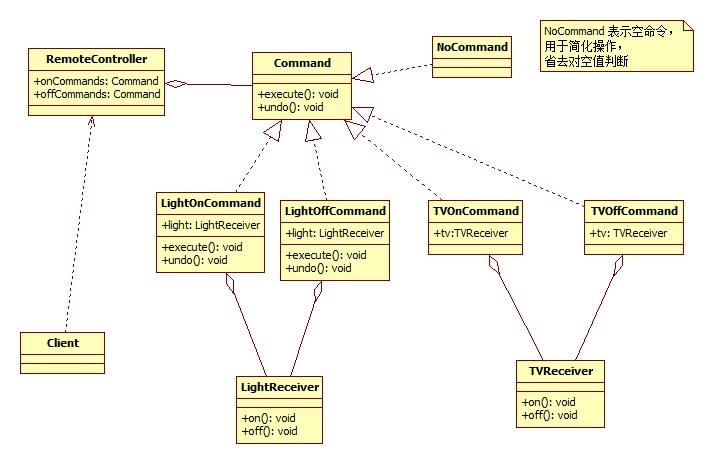 RemoteController
+onCommands: Command
+offCommands: Command
Command
+execute(): void
+undo(): void
NoCommand
NoCommand 表示空命令，
用于简化操作，
省去对空值判断
LightOnCommand
+light: LightReceiver
+execute(): void
+undo(): void
LightOffCommand
+light: LightReceiver
+execute(): void
+undo(): void
TVOnCommand
+tv:TVReceiver
TVOffCommand
+tv: TVReceiver
Client
LightReceiver
+on(): void
+off(): void
TVReceiver
+on(): void
+off(): void